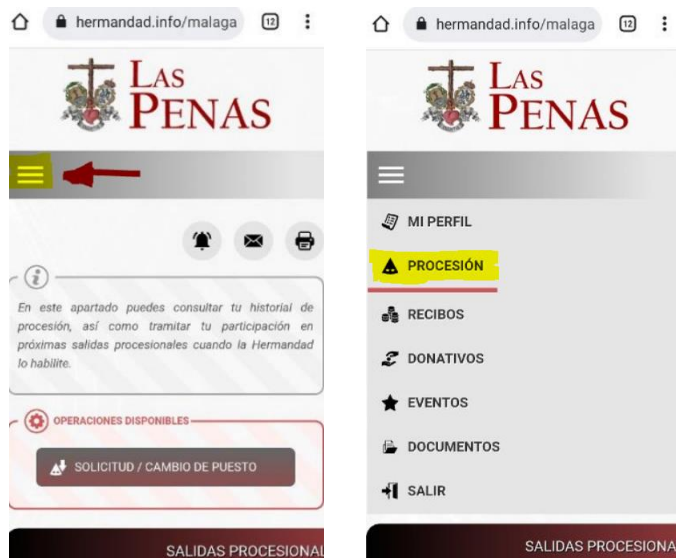 hermandad.info/malaga
12
LAS
PENAS
En este apartado puedes consultar tu historial de
procesión, así como tramitar tu participación en
próximas salidas procesionales cuando la Hermandad
lo habilite.
OPERACIONES DISPONIBLES
SOLICITUD / CAMBIO DE PUESTO
SALIDAS PROCESIONAL
hermandad.info/malaga
12
LAS
PENAS
MI PERFIL
PROCESIÓN
RECIBOS
DONATIVOS
EVENTOS
DOCUMENTOS
SALIR
SALIDAS PROCESIONA